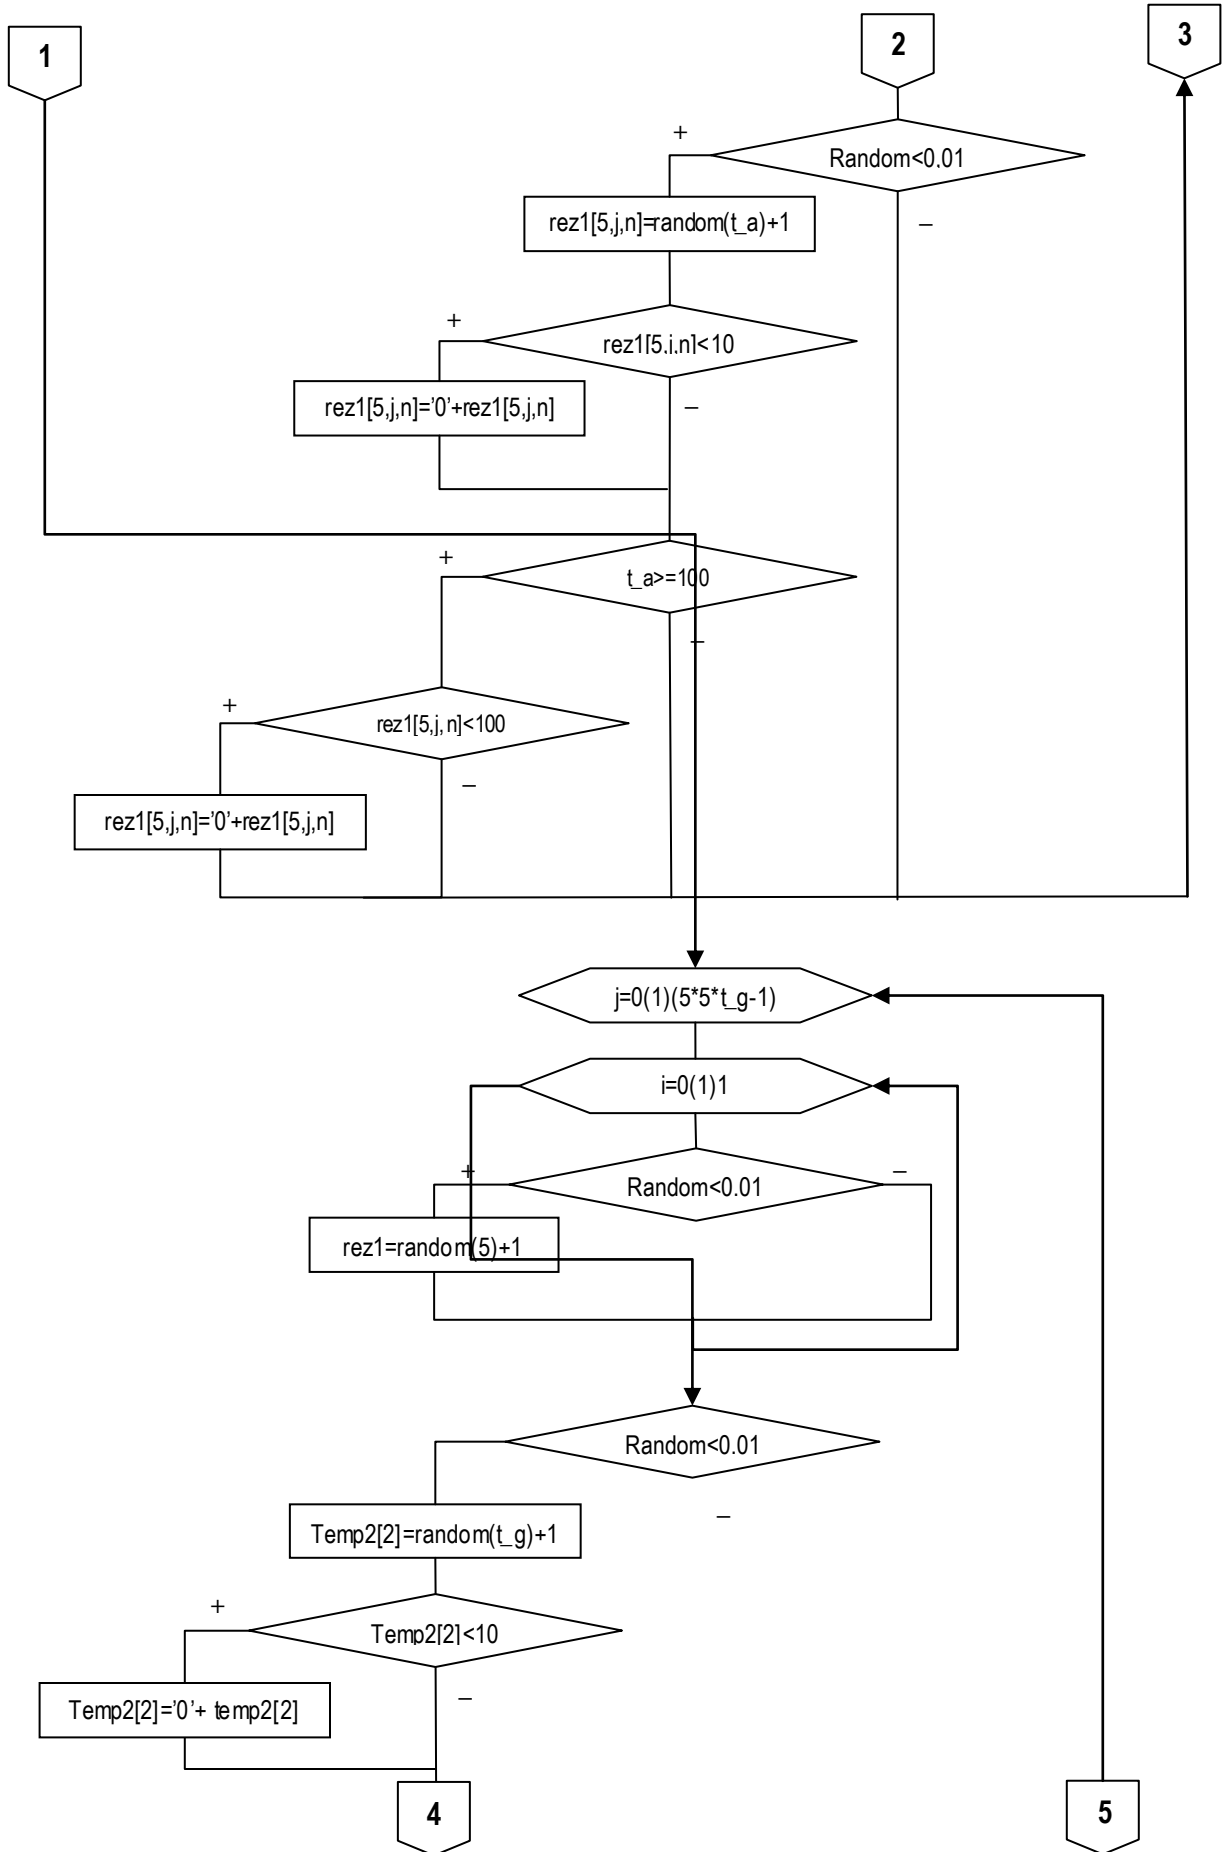 1
2
3
+
Random<0.01
rez1[5,j,n]=random(t_a)+1
–
+
rez1[5,j,n]<10
rez1[5,j,n]='0'+rez1[5,j,n]
–
+
t_a>=100
–
+
rez1[5,j,n]<100
–
rez1[5,j,n]='0'+rez1[5,j,n]
j=0(1)(5*5*t_g-1)
i=0(1)1
+
–
Random<0.01
rez1=random(5)+1
Random<0.01
–
Temp2[2]=random(t_g)+1
+
Temp2[2]<10
–
Temp2[2]='0'+ temp2[2]
4
5